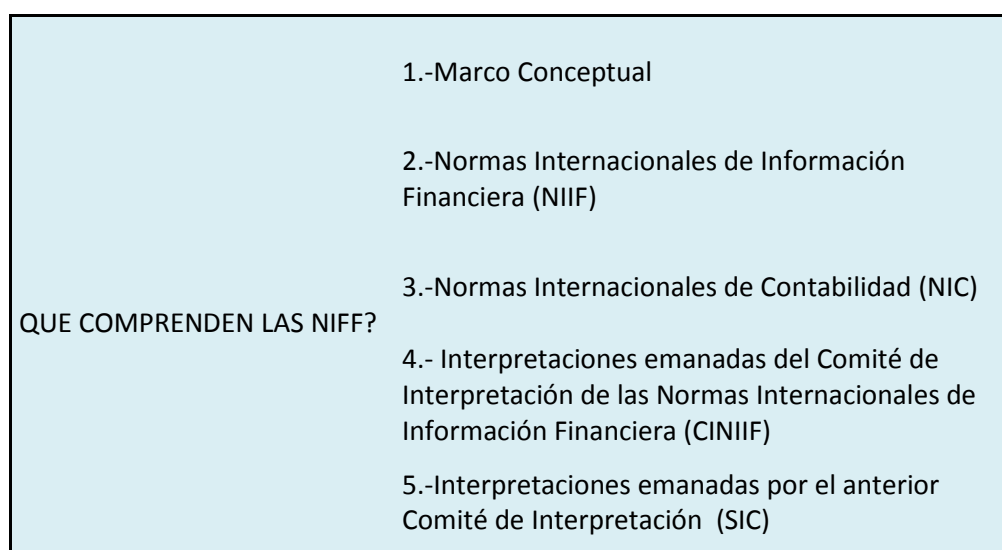 1.-Marco Conceptual
2.-Normas Internacionales de Información
Financiera (NIIF)
3.-Normas Internacionales de Contabilidad (NIC)
QUE COMPRENDEN LAS NIFF?
4.- Interpretaciones emanadas del Comité de
Interpretación de las Normas Internacionales de
Información Financiera (CINIIF)
5.-Interpretaciones emanadas por el anterior
Comité de Interpretación (SIC)